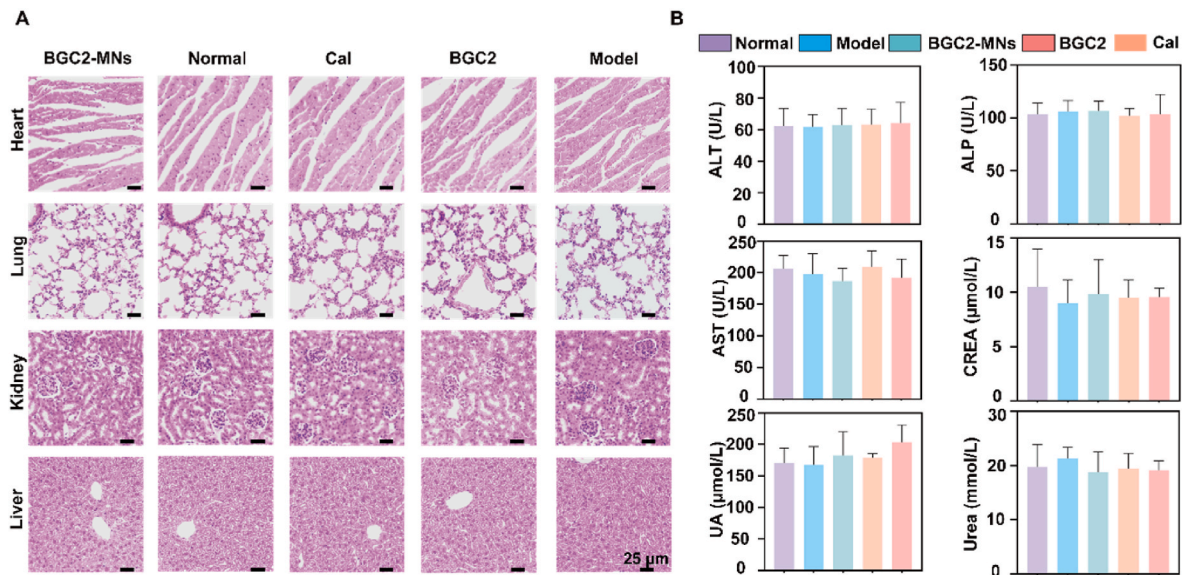 A
BGC2-MNs Normal Cal BGC2 Model
Heart
Lung
Kidney
Liver
25 μm
B
Normal Model BGC2-MNs BGC2 Cal
ALT (U/L)
100
80
60
40
20
0
ALP (U/L)
150
100
50
0
AST (U/L)
250
200
150
100
50
0
CREA (μmol/L)
15
10
5
0
UA (μmol/L)
250
200
150
100
50
0
Urea (mmol/L)
30
20
10
0